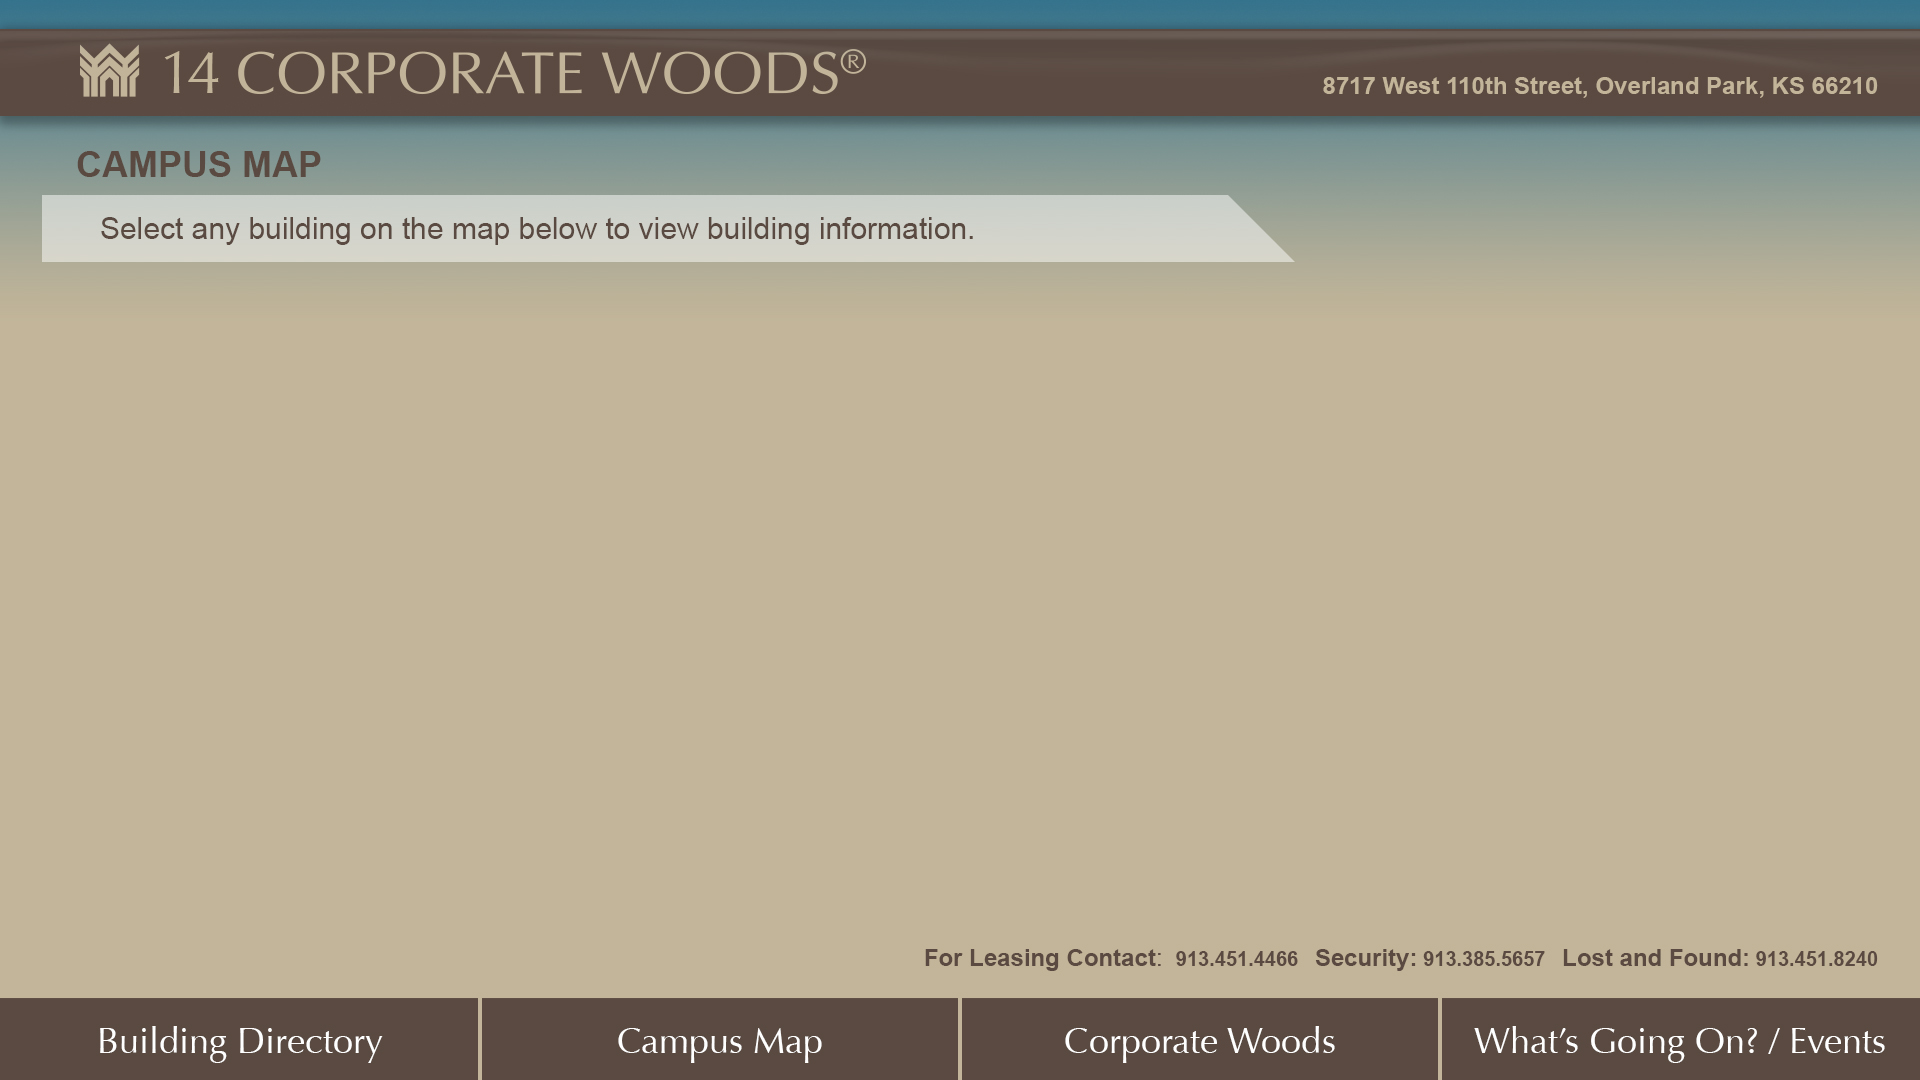 14 CORPORATE WOODS®
8717 West 110th Street, Overland Park, KS 66210
CAMPUS MAP
Select any building on the map below to view building information.
For Leasing Contact: 913.451.4466 Security: 913.385.5657 Lost and Found: 913.451.8240
Building Directory
Campus Map
Corporate Woods
What’s Going On? / Events